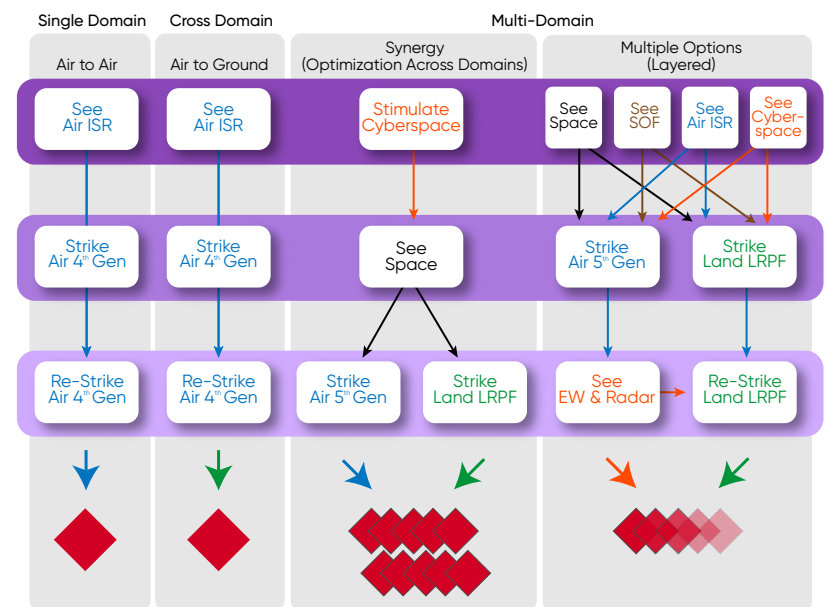 Single Domain
Cross Domain
Multi-Domain
Air to Air
Air to Ground
Synergy
(Optimization Across Domains)
Multiple Options
(Layered)
See
Air ISR
See
Air ISR
Stimulate
Cyberspace
See
Space
See
SOF
See
Air ISR
See
Cyber-
space
Strike
Air 4th Gen
Strike
Air 4th Gen
See
Space
Strike
Air 5th Gen
Strike
Land LRPF
Re-Strike
Air 4th Gen
Re-Strike
Air 4th Gen
Strike
Air 5th Gen
Strike
Land LRPF
See
EW & Radar
Re-Strike
Land LRPF